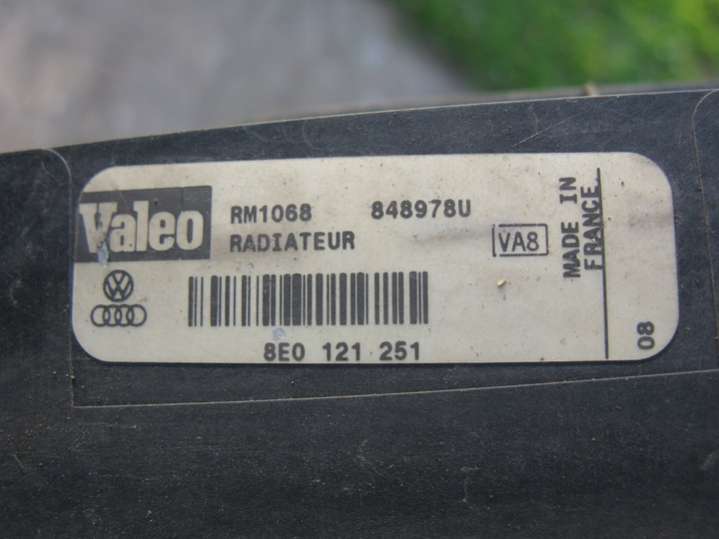 Valeo
RM1068 848978U
RADIATEUR
VA8
MADE IN
FRANCE.
8E0 121 251
08